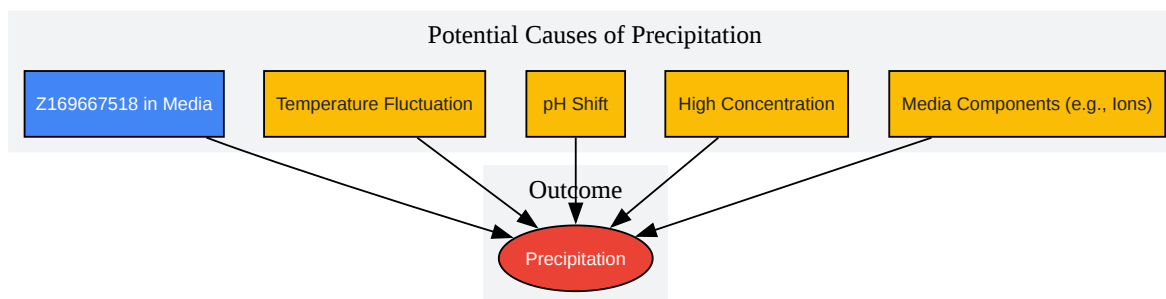 Potential Causes of Precipitation
Z169667518 in Media
Temperature Fluctuation
pH Shift
High Concentration
Media Components (e.g., Ions)
Outcome
Precipitation